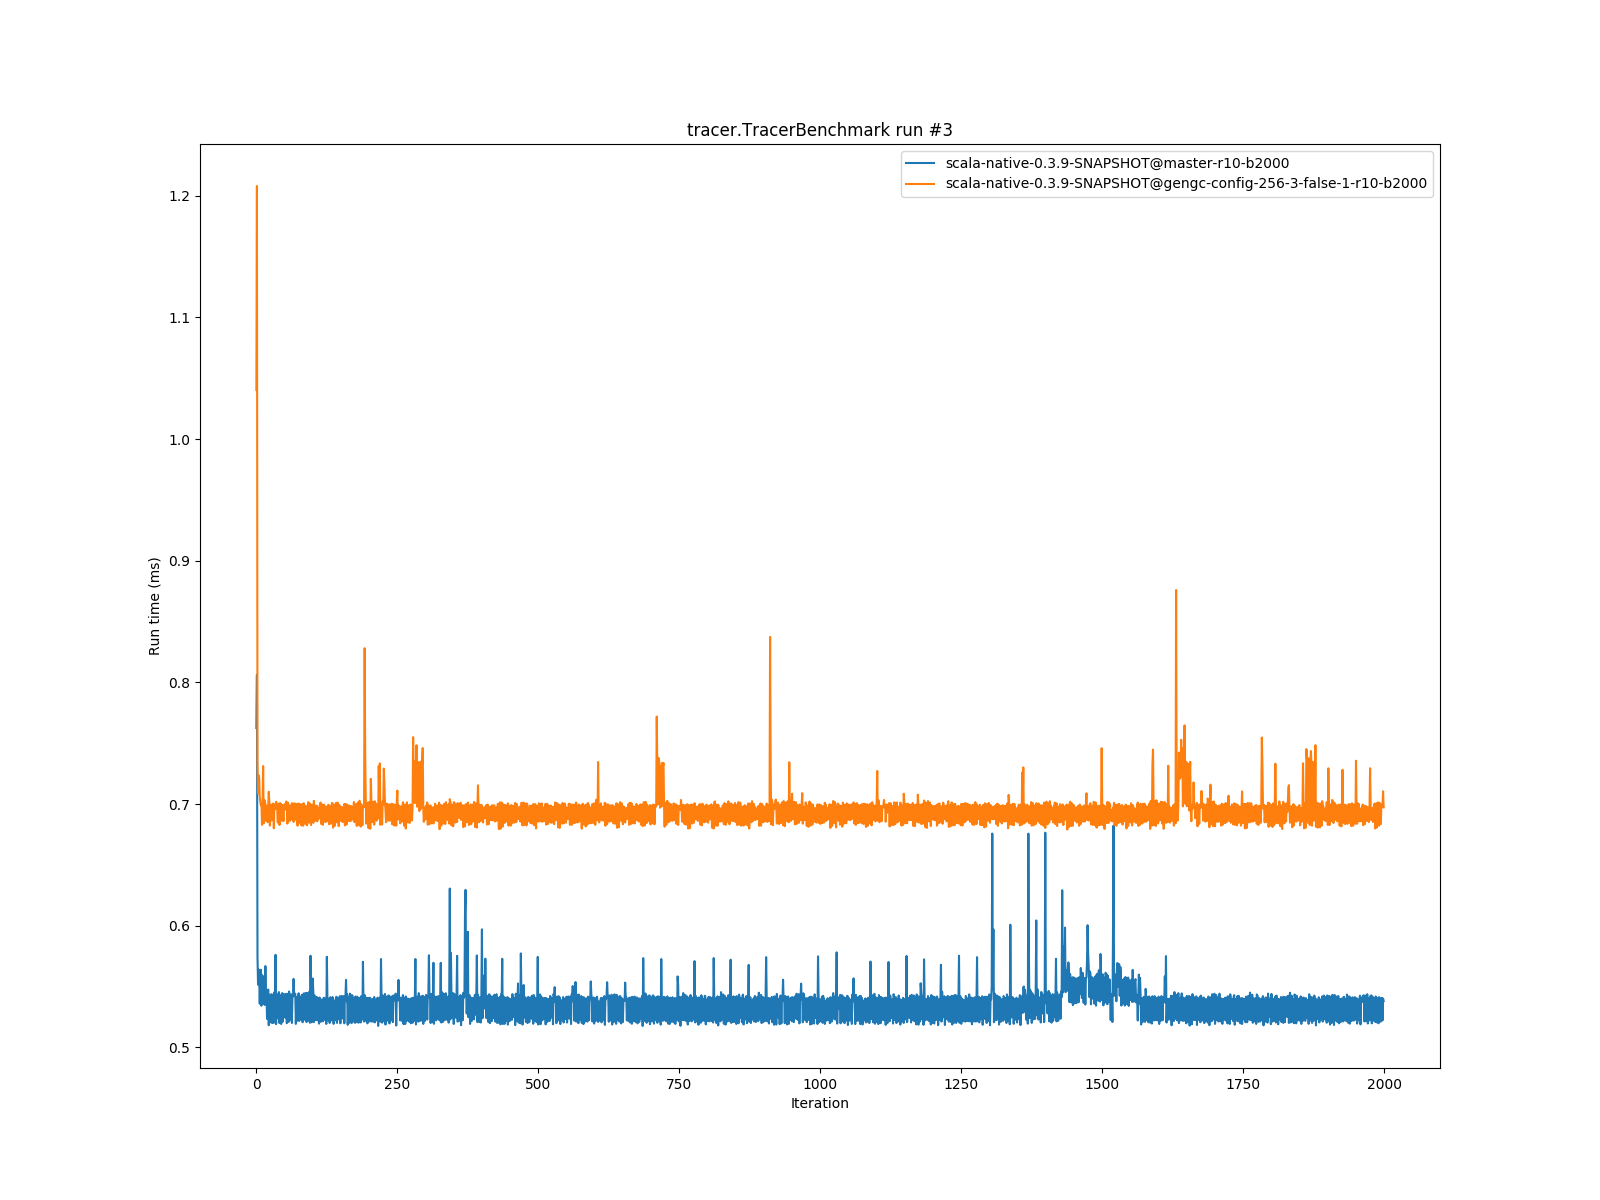 tracer.TracerBenchmark run #3
scala-native-0.3.9-SNAPSHOT@master-r10-b2000
scala-native-0.3.9-SNAPSHOT@gengc-config-256-3-false-1-r10-b2000
Run time (ms)
1.2
1.1
1.0
0.9
0.8
0.7
0.6
0.5
0 250 500 750 1000 1250 1500 1750 2000
Iteration